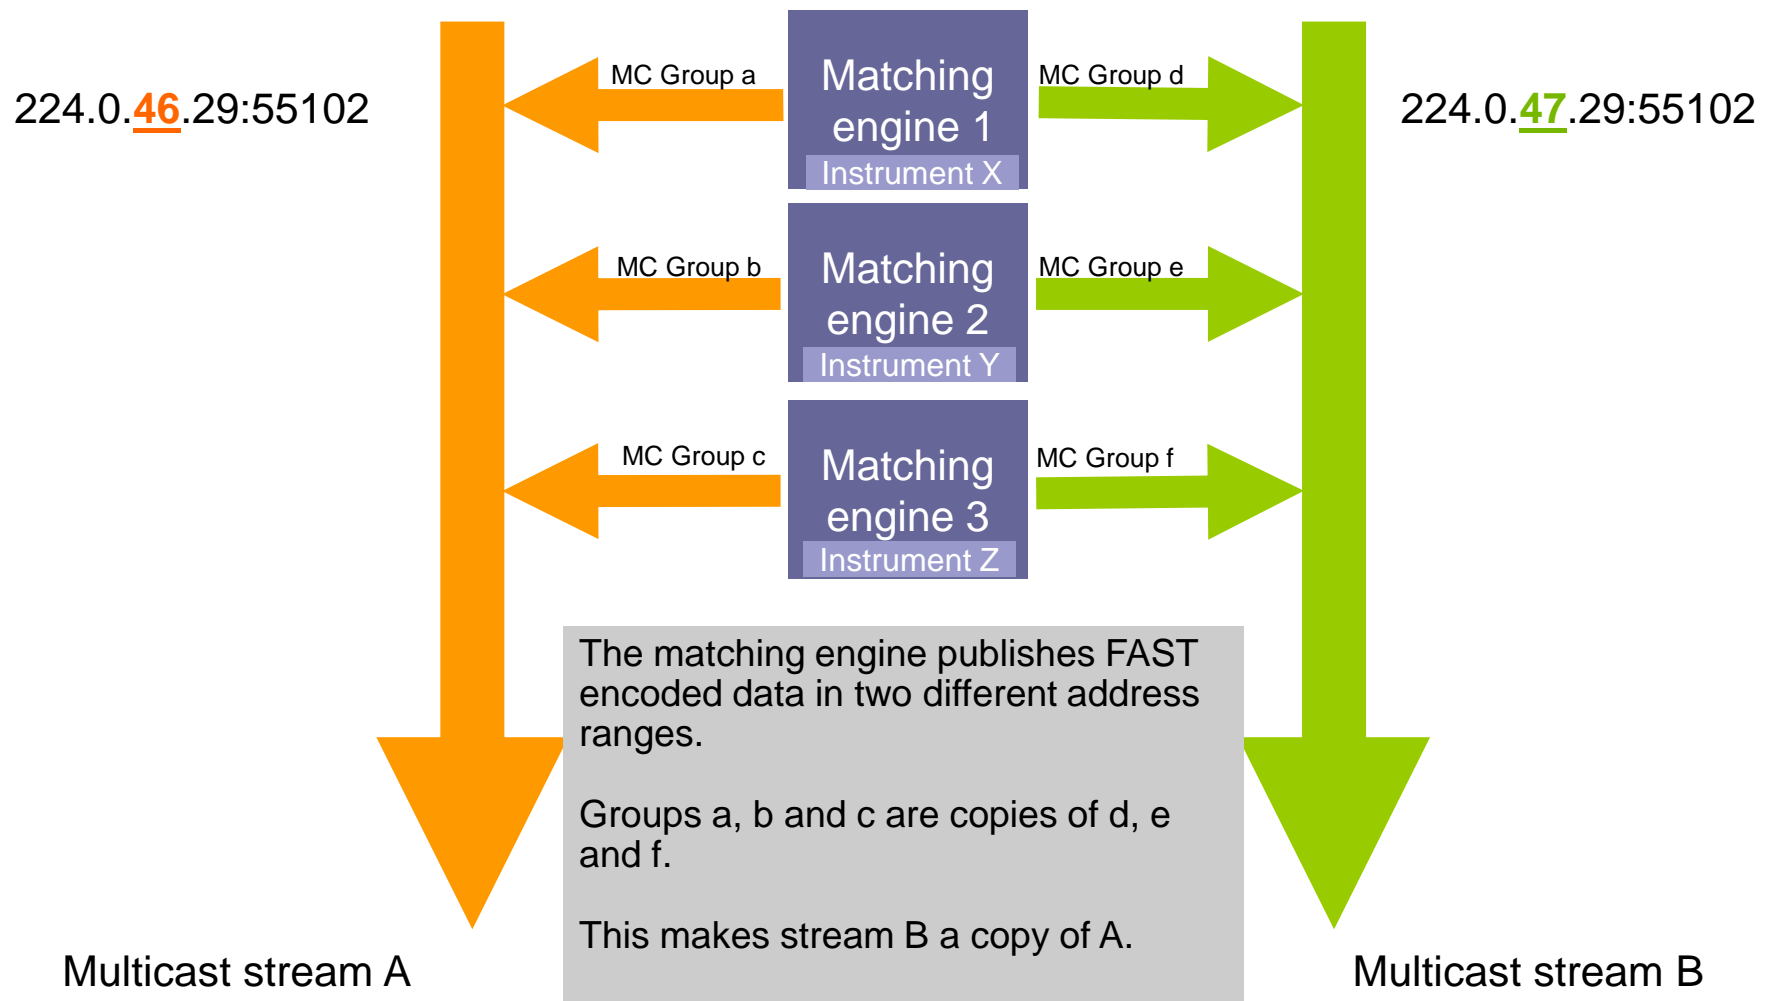 224.0.46.29:55102
MC Group a
Matching
engine 1
Instrument X
MC Group d
224.0.47.29:55102
MC Group b
Matching
engine 2
Instrument Y
MC Group e
MC Group c
Matching
engine 3
Instrument Z
MC Group f
The matching engine publishes FAST
encoded data in two different address
ranges.
Groups a, b and c are copies of d, e
and f.
This makes stream B a copy of A.
Multicast stream A
Multicast stream B